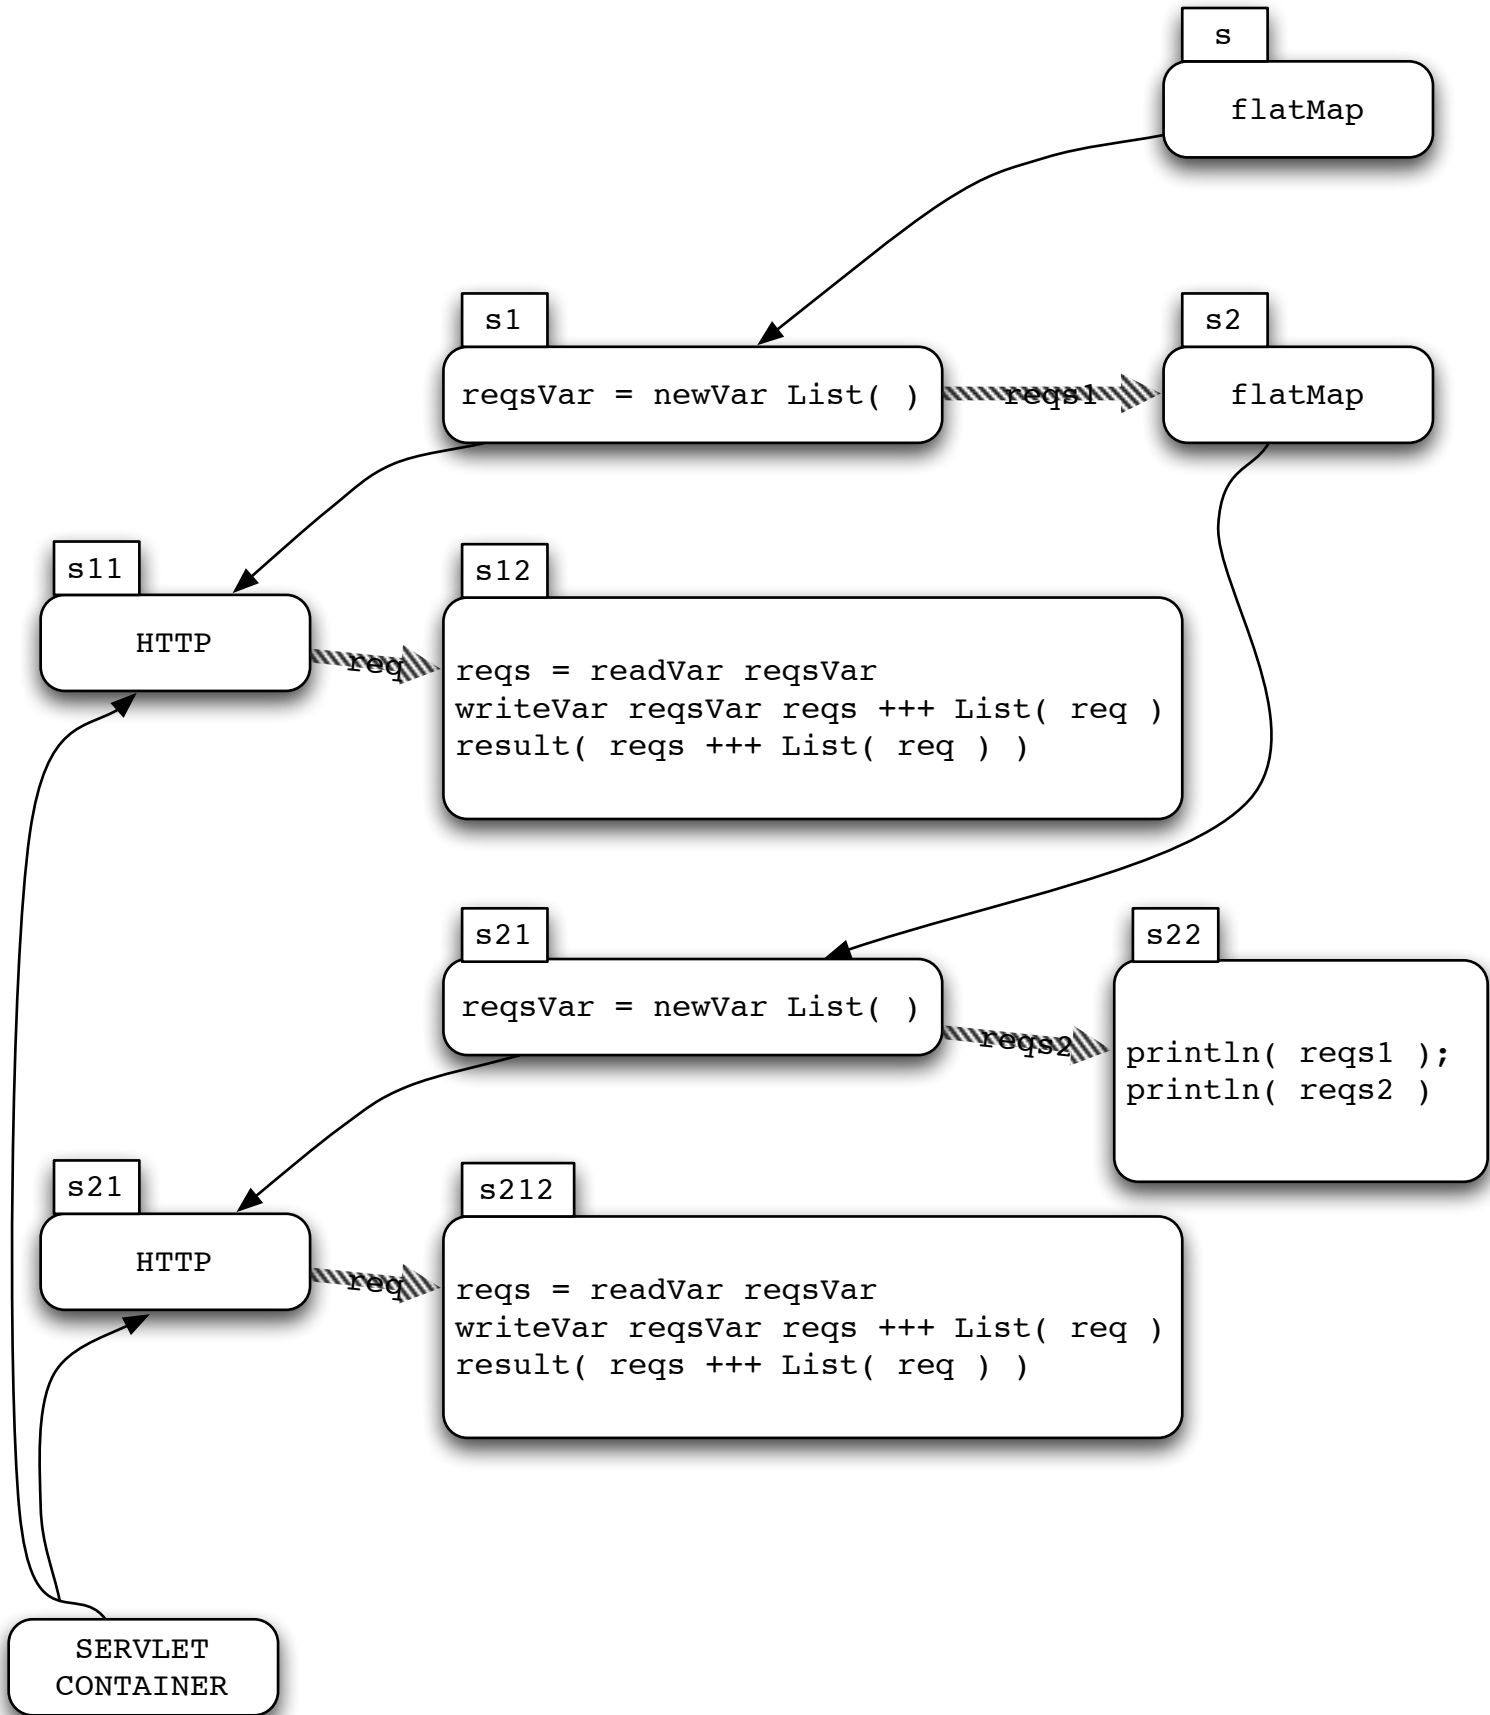 s
flatMap
s1
reqsVar = newVar List( )
reqs1
s2
flatMap
s11
HTTP
req
s12
reqs = readVar reqsVar
writeVar reqsVar reqs +++ List( req )
result( reqs +++ List( req ) )
s21
reqsVar = newVar List( )
reqs2
s22
println( reqs1 );
println( reqs2 )
s21
HTTP
req
s212
reqs = readVar reqsVar
writeVar reqsVar reqs +++ List( req )
result( reqs +++ List( req ) )
SERVLET
CONTAINER